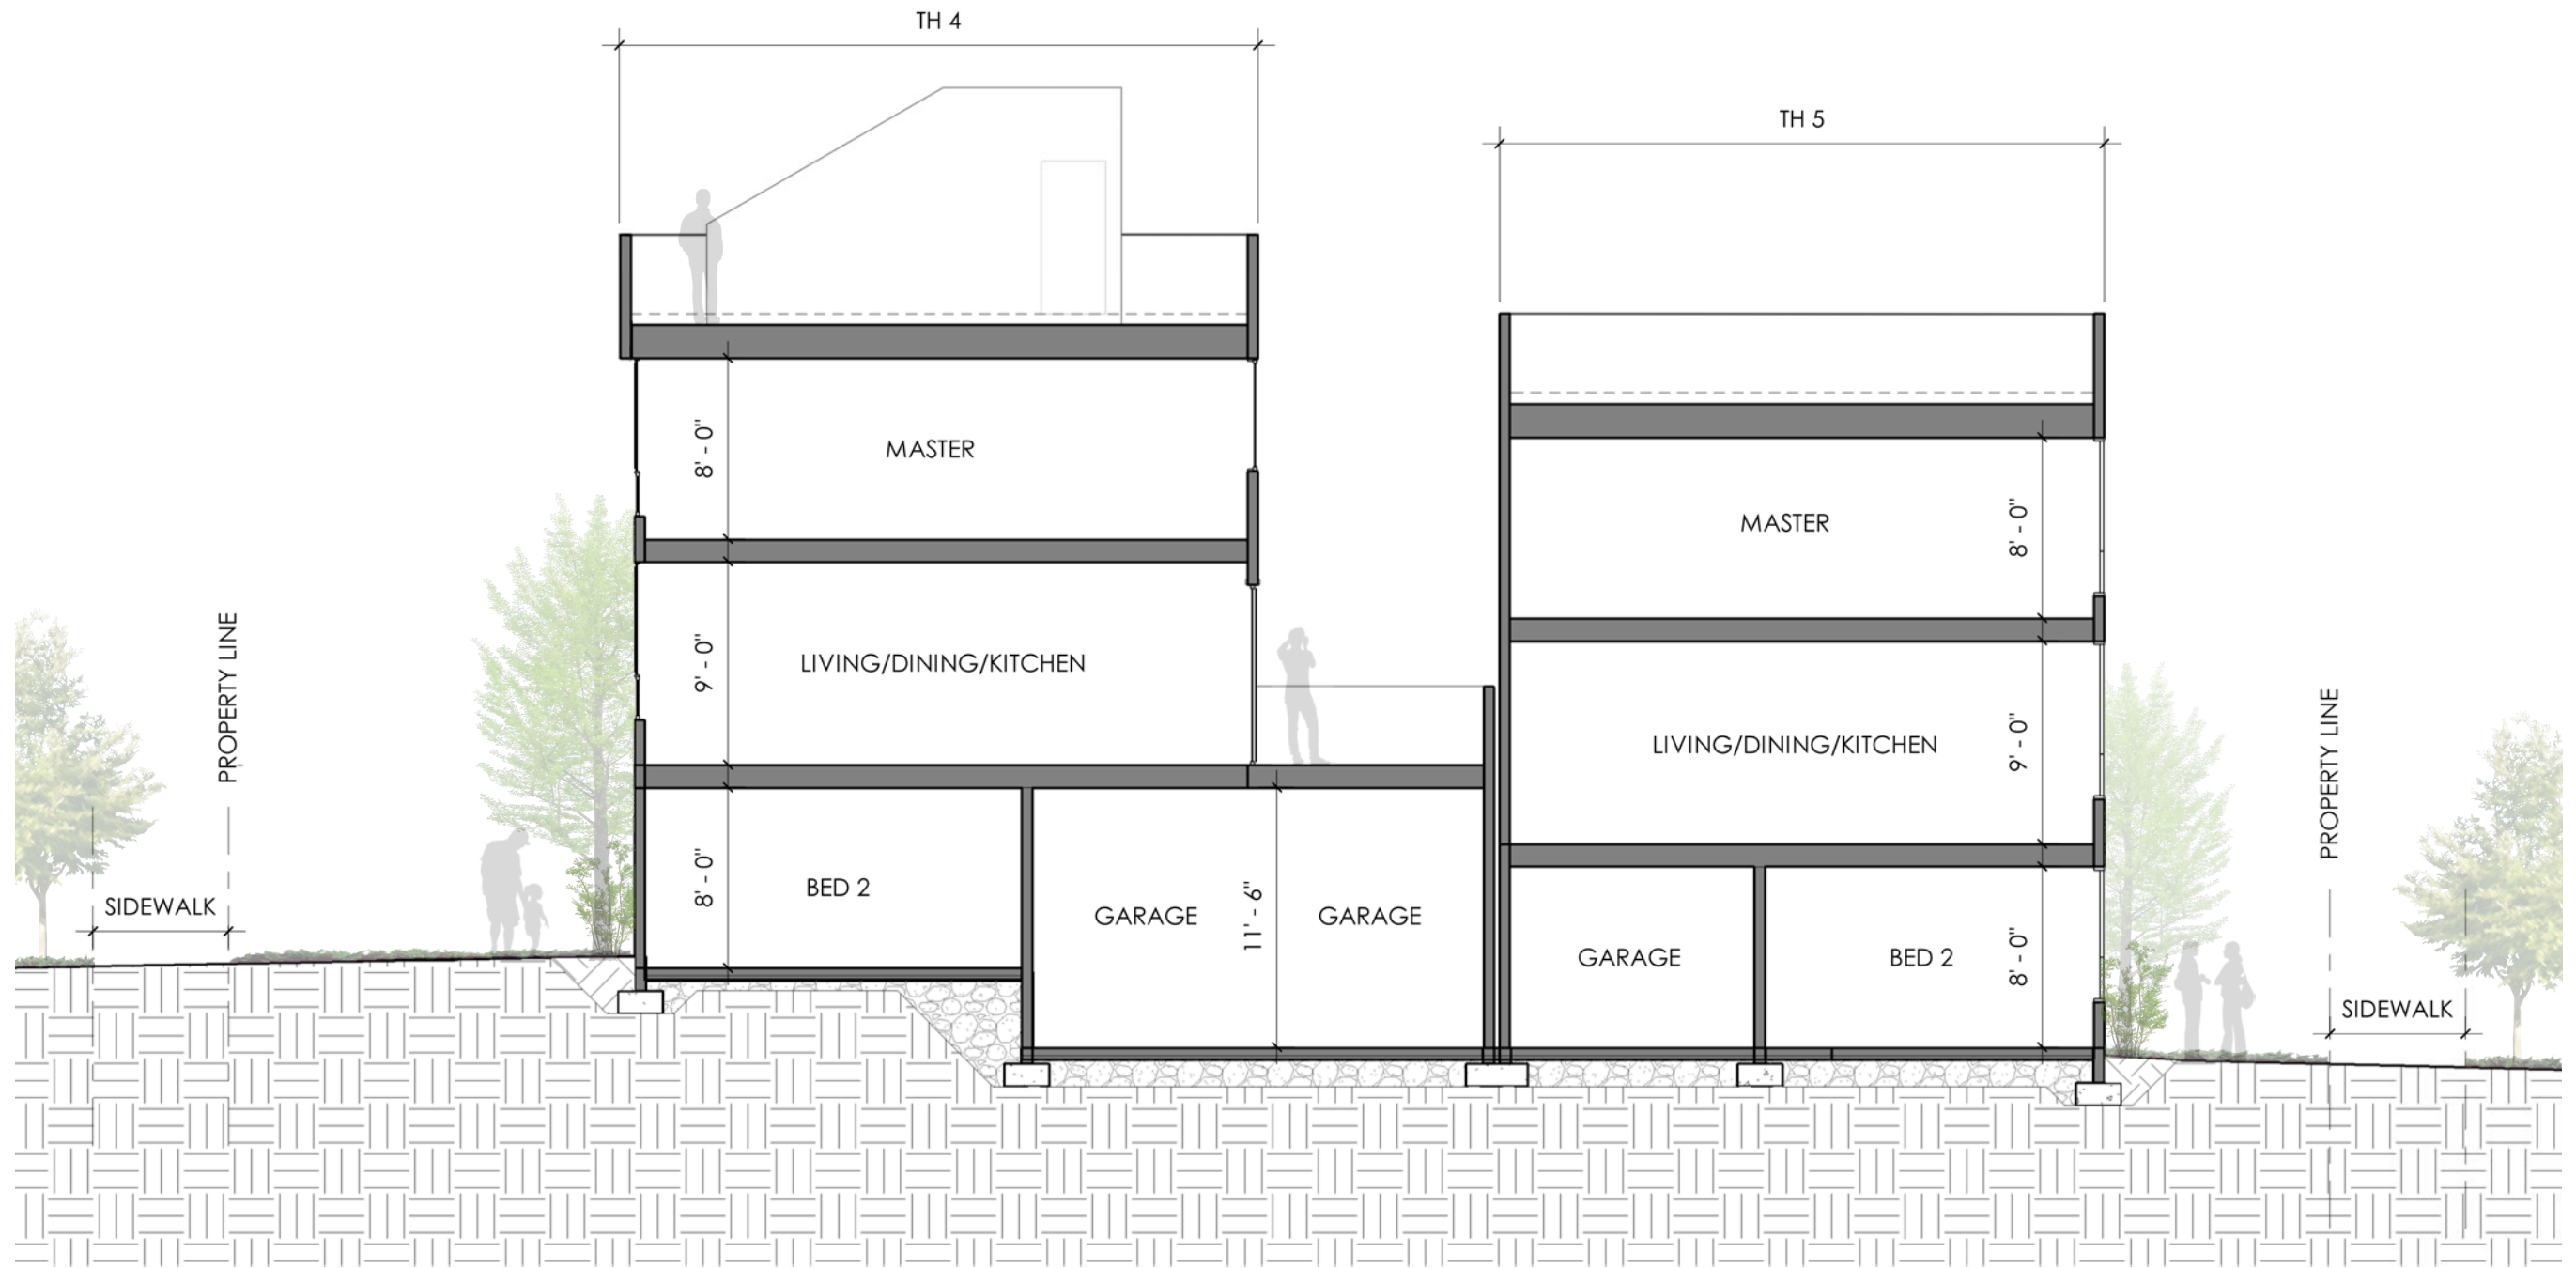 TH 4
TH 5
MASTER
8' - 0"
MASTER
8' - 0"
LIVING/DINING/KITCHEN
9' - 0"
LIVING/DINING/KITCHEN
9' - 0"
PROPERTY LINE
PROPERTY LINE
BED 2
8' - 0"
GARAGE
11' - 6"
GARAGE
GARAGE
BED 2
8' - 0"
SIDEWALK
SIDEWALK